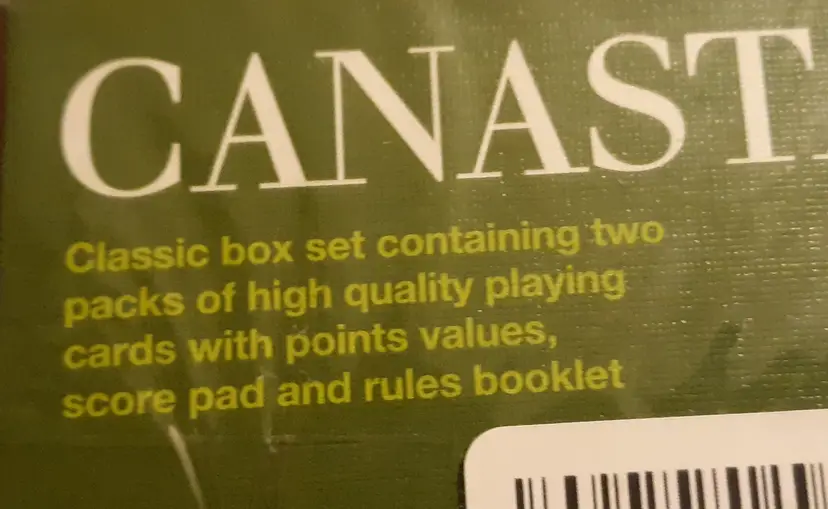 CANAST
Classic box set containing two
packs of high quality playing
cards with points values,
score pad and rules booklet